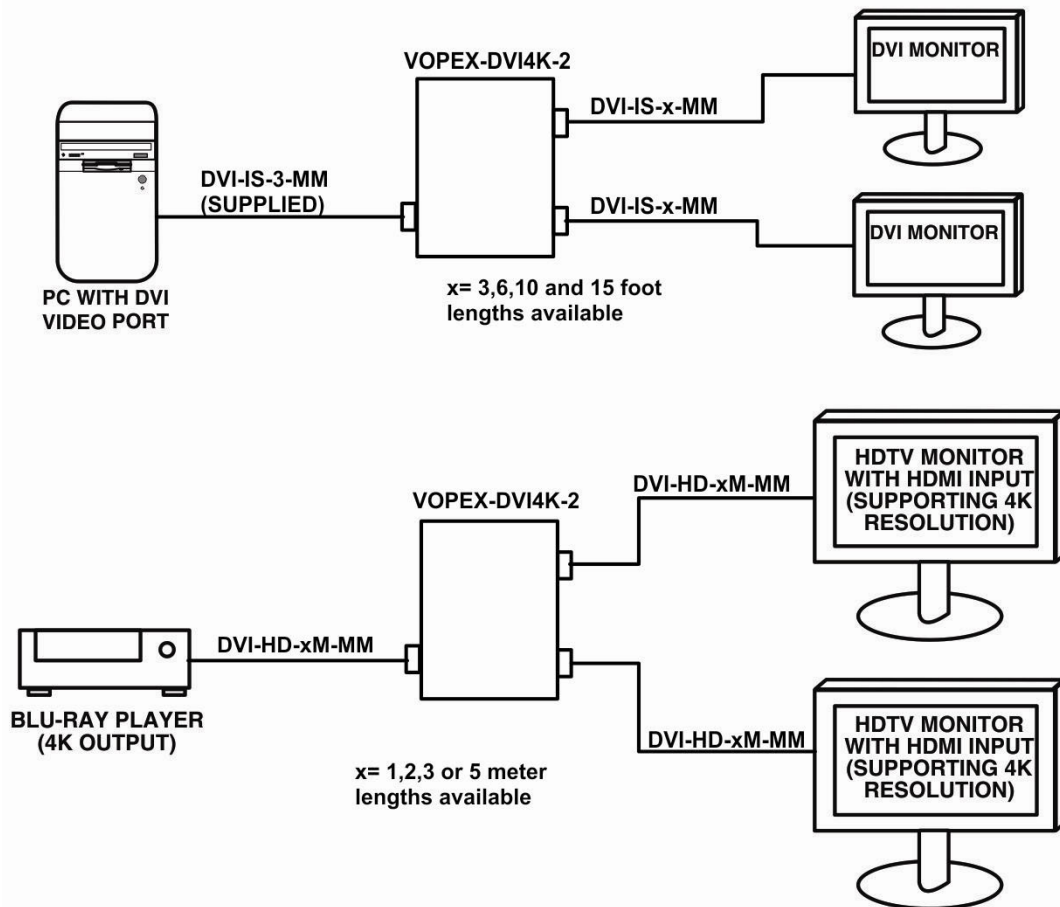 VOPEX-DVI4K-2
DVI MONITOR
DVI-IS-x-MM
DVI-IS-3-MM
(SUPPLIED)
DVI-IS-x-MM
DVI MONITOR
PC WITH DVI
VIDEO PORT
x= 3,6,10 and 15 foot
lengths available
VOPEX-DVI4K-2
DVI-HD-xM-MM
HDTV MONITOR
WITH HDMI INPUT
(SUPPORTING 4K
RESOLUTION)
DVI-HD-xM-MM
BLU-RAY PLAYER
(4K OUTPUT)
DVI-HD-xM-MM
HDTV MONITOR
WITH HDMI INPUT
(SUPPORTING 4K
RESOLUTION)
x= 1,2,3 or 5 meter
lengths available